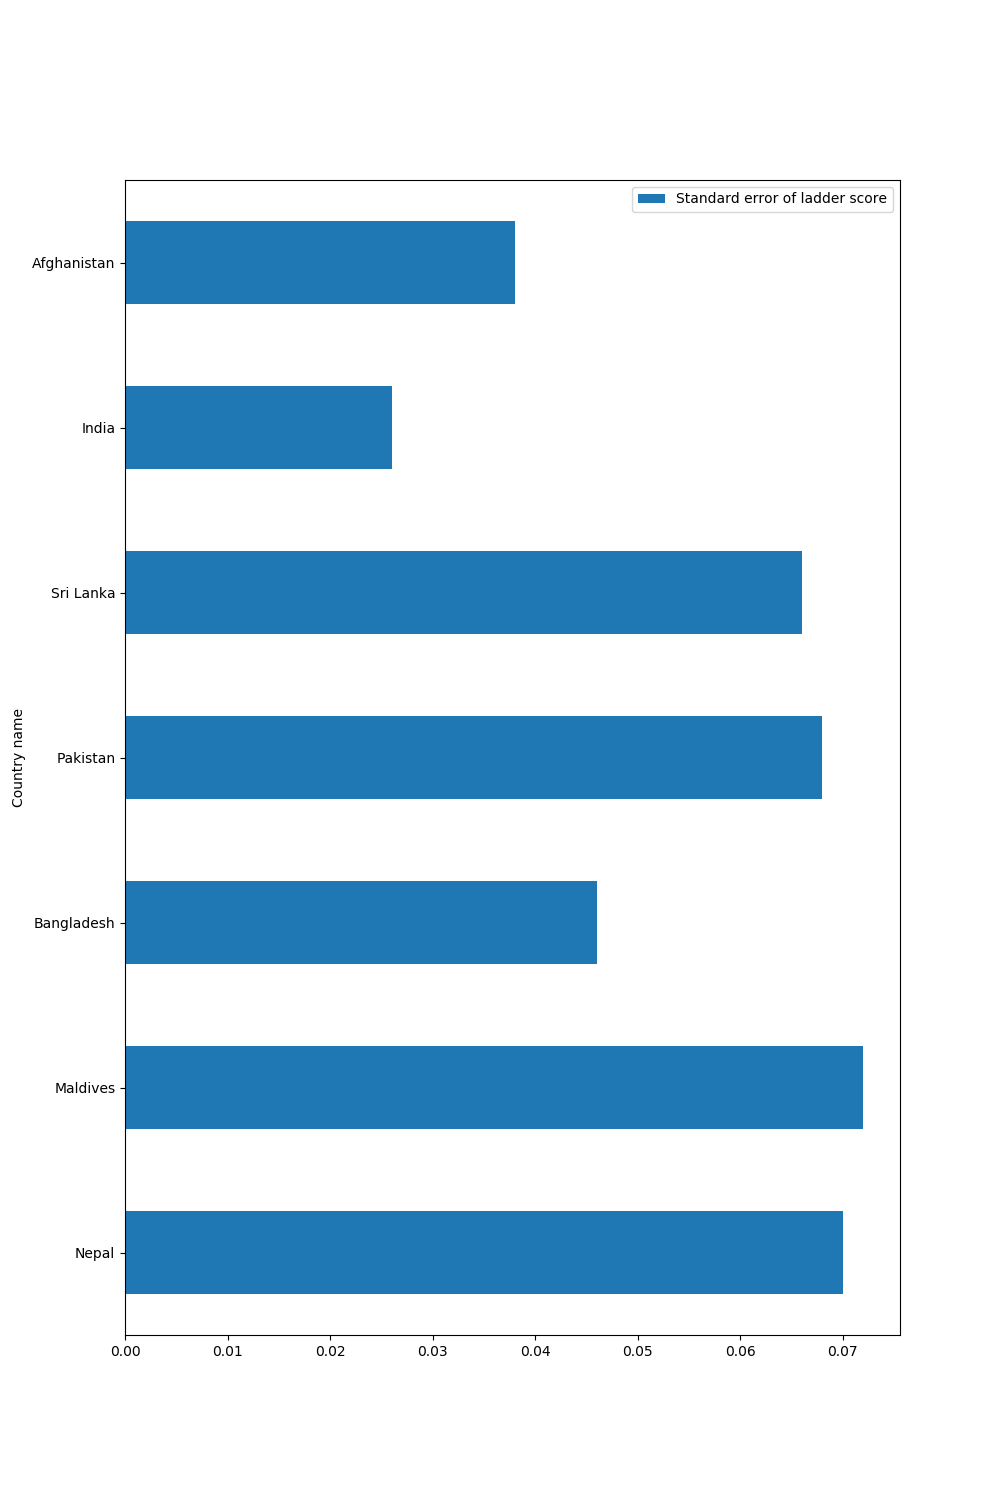 Standard error of ladder score
Afghanistan
India
Sri Lanka
Pakistan
Bangladesh
Maldives
Nepal
Country name
0.00 0.01 0.02 0.03 0.04 0.05 0.06 0.07